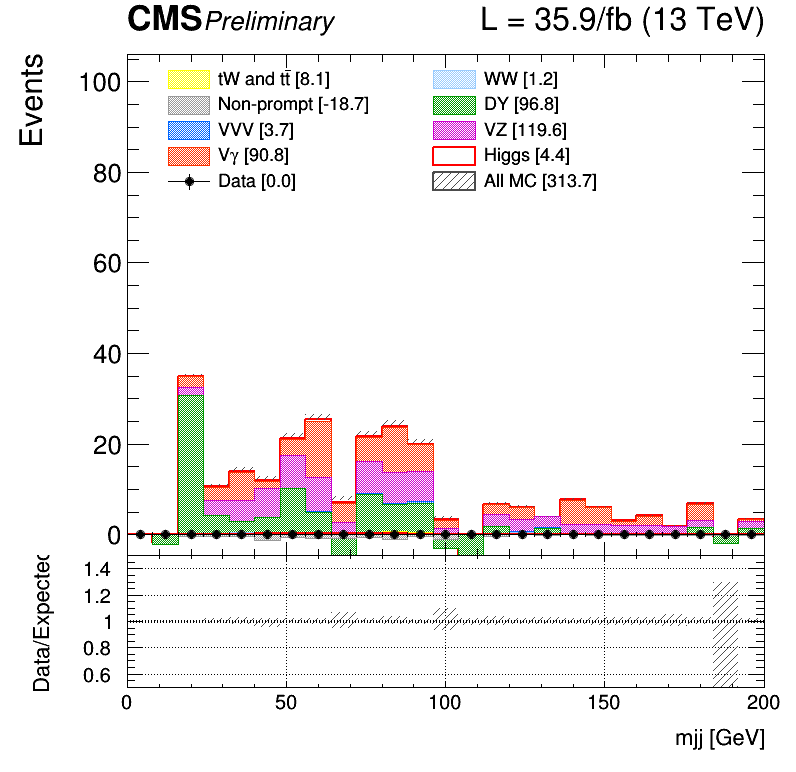 CMS Preliminary L = 35.9/fb (13 TeV)
Events
100
80
60
40
20
0
tW and tt̄ [8.1]
Non-prompt [-18.7]
VVV [3.7]
Vγ [90.8]
Data [0.0]
WW [1.2]
DY [96.8]
VZ [119.6]
Higgs [4.4]
All MC [313.7]
Data/Expected
1.4
1.2
1
0.8
0.6
0 50 100 150 200
mjj [GeV]